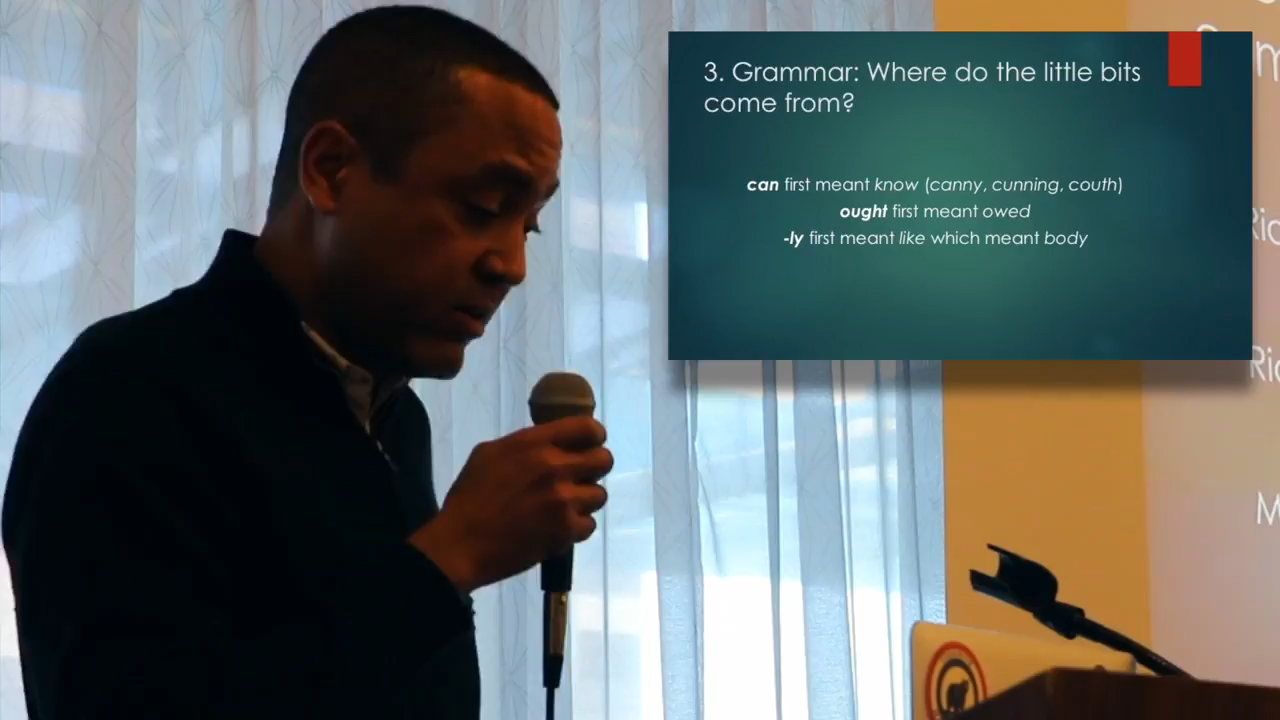 3. Grammar: Where do the little bits
come from?
can first meant know (canny, cunning, couth)
ought first meant owed
-ly first meant like which meant body